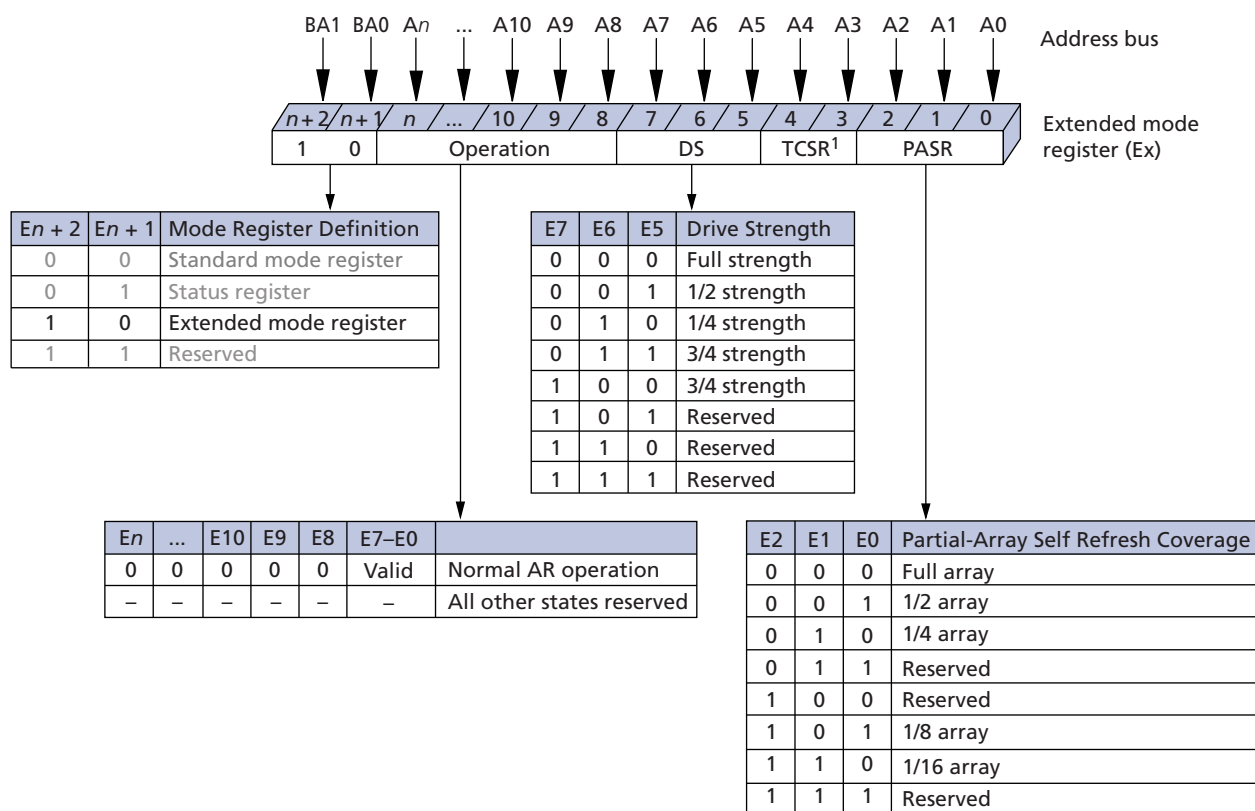 BA1 BA0 An ... A10 A9 A8 A7 A6 A5 A4 A3 A2 A1 A0 Address bus
n + 2 n + 1 n ... 10 9 8 7 6 5 4 3 2 1 0
Extended mode
register (Ex)
1 0 Operation DS TCSR1 PASR
En + 2 En + 1 Mode Register Definition
0 0 Standard mode register
0 1 Status register
1 0 Extended mode register
1 1 Reserved
E7 E6 E5 Drive Strength
0 0 0 Full strength
0 0 1 1/2 strength
0 1 0 1/4 strength
0 1 1 3/4 strength
1 0 0 3/4 strength
1 0 1 Reserved
1 1 0 Reserved
1 1 1 Reserved
En ... E10 E9 E8 E7–E0
0 0 0 0 0 Valid Normal AR operation
– – – – – – All other states reserved
E2 E1 E0 Partial-Array Self Refresh Coverage
0 0 0 Full array
0 0 1 1/2 array
0 1 0 1/4 array
0 1 1 Reserved
1 0 0 Reserved
1 0 1 1/8 array
1 1 0 1/16 array
1 1 1 Reserved